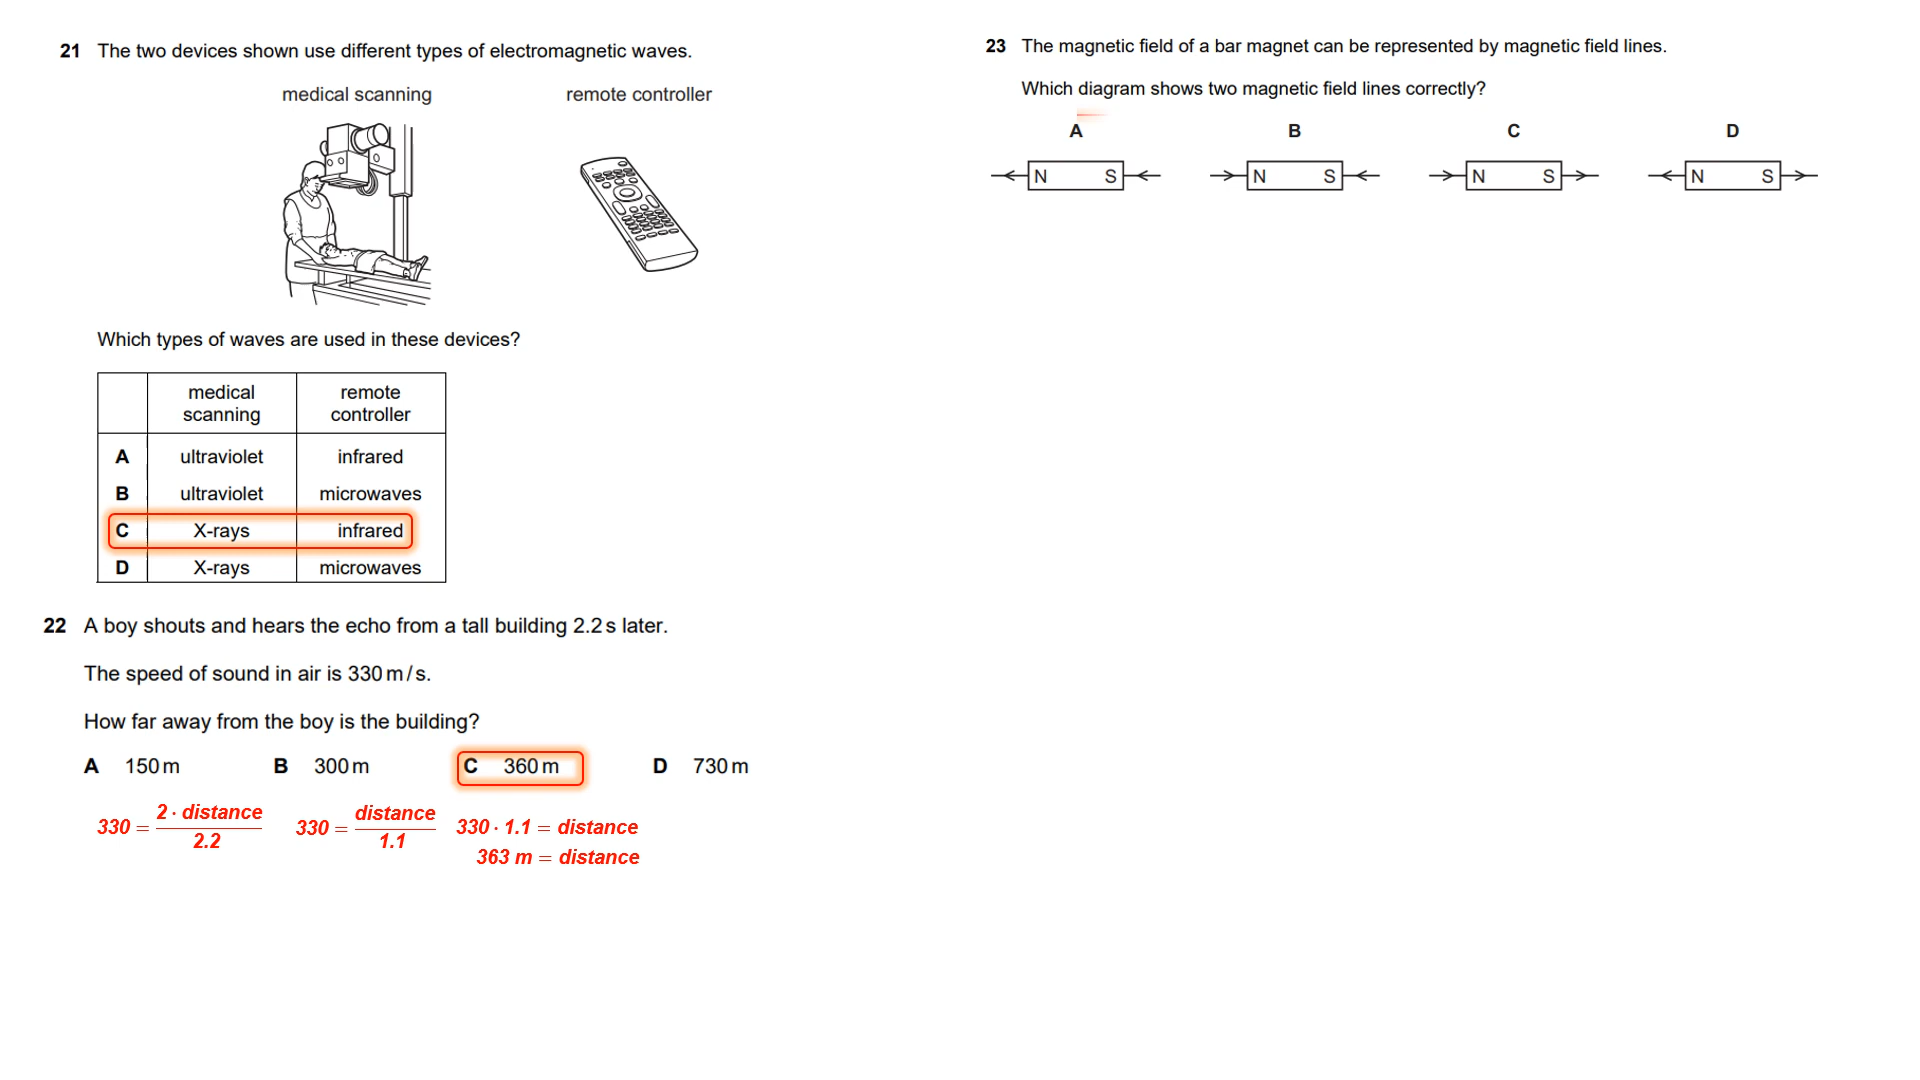 21 The two devices shown use different types of electromagnetic waves.
medical scanning remote controller
Which types of waves are used in these devices?
medical scanning remote controller
A ultraviolet infrared
B ultraviolet microwaves
C X-rays infrared
D X-rays microwaves
22 A boy shouts and hears the echo from a tall building 2.2 s later.
The speed of sound in air is 330 m / s.
How far away from the boy is the building?
A 150 m B 300 m C 360 m D 730 m
330 = 2 · distance / 2.2 330 = distance / 1.1 330 · 1.1 = distance
363 m = distance
23 The magnetic field of a bar magnet can be represented by magnetic field lines.
Which diagram shows two magnetic field lines correctly?
A B C D
N S N S N S N S